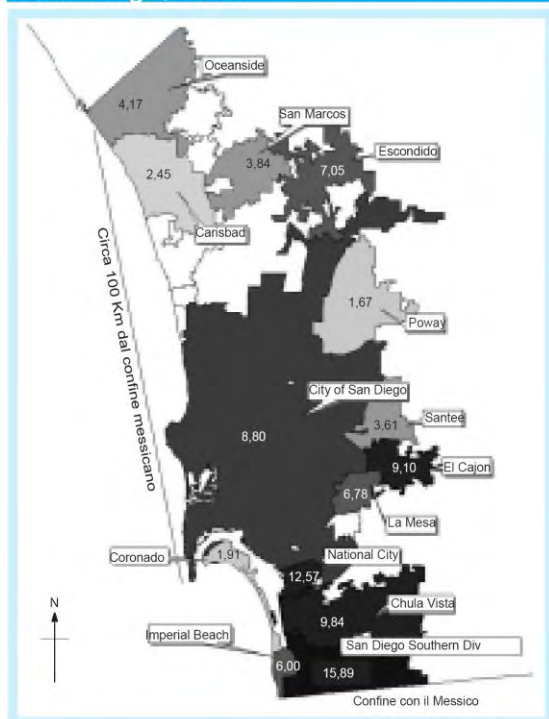 Oceanside
4,17
San Marcos
3,84
Escondido
7,05
2,45
Carlsbad
Circa 100 Km dal confine messicano
1,67
Poway
City of San Diego
8,80
Santee
3,61
9,10
El Cajon
6,78
La Mesa
National City
Coronado
1,91
12,57
Chula Vista
9,84
N
Imperial Beach
San Diego Southern Div
6,00
15,89
Confine con il Messico